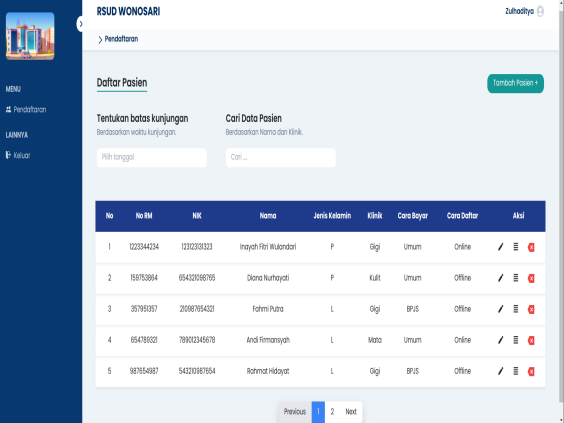 RSUD WONOSARI
Zulhaditya
Pendaftaran
MENU
Pendaftaran
LAINNYA
Keluar
Daftar Pasien
Tambah Pasien +
Tentukan batas kunjungan
Berdasarkan waktu kunjungan.
Pilih tanggal
Cari Data Pasien
Berdasarkan Nama dan Klinik.
Cari ...
No No RM NIK Nama Jenis Kelamin Klinik Cara Bayar Cara Daftar Aksi
1 1223344234 123123131323 Inayah Fitri Wulandari P Gigi Umum Online
2 159753864 654321098765 Diana Nurhayati P Kulit Umum Offline
3 357951357 210987654321 Fahmi Putra L Gigi BPJS Offline
4 654789321 789012345678 Andi Firmansyah L Mata Umum Online
5 987654987 543210987654 Rahmat Hidayat L Gigi BPJS Offline
Previous 1 2 Next